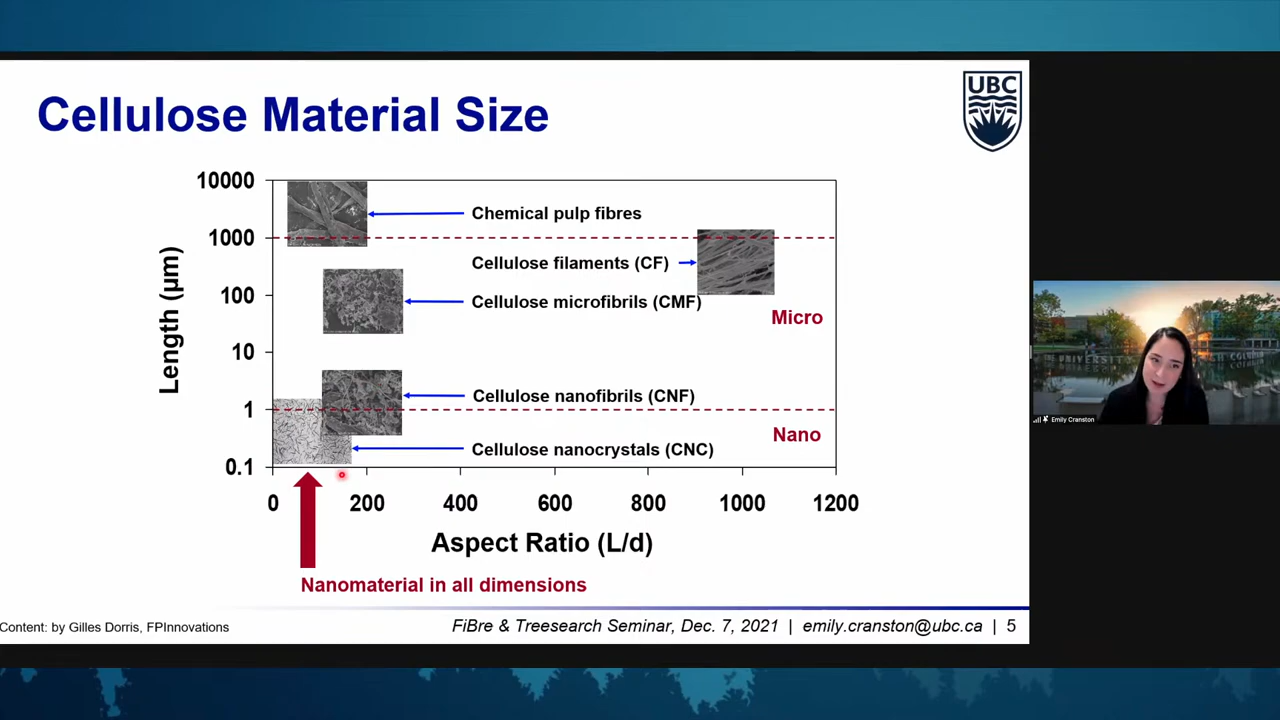 Cellulose Material Size
UBC
10000
1000
100
10
1
0.1
Length (µm)
Chemical pulp fibres
Cellulose filaments (CF)
Cellulose microfibrils (CMF)
Micro
Cellulose nanofibrils (CNF)
Nano
Cellulose nanocrystals (CNC)
0 200 400 600 800 1000 1200
Aspect Ratio (L/d)
Nanomaterial in all dimensions
Content: by Gilles Dorris, FPInnovations
FiBre & Treesearch Seminar, Dec. 7, 2021 | emily.cranston@ubc.ca | 5
Emily Cranston